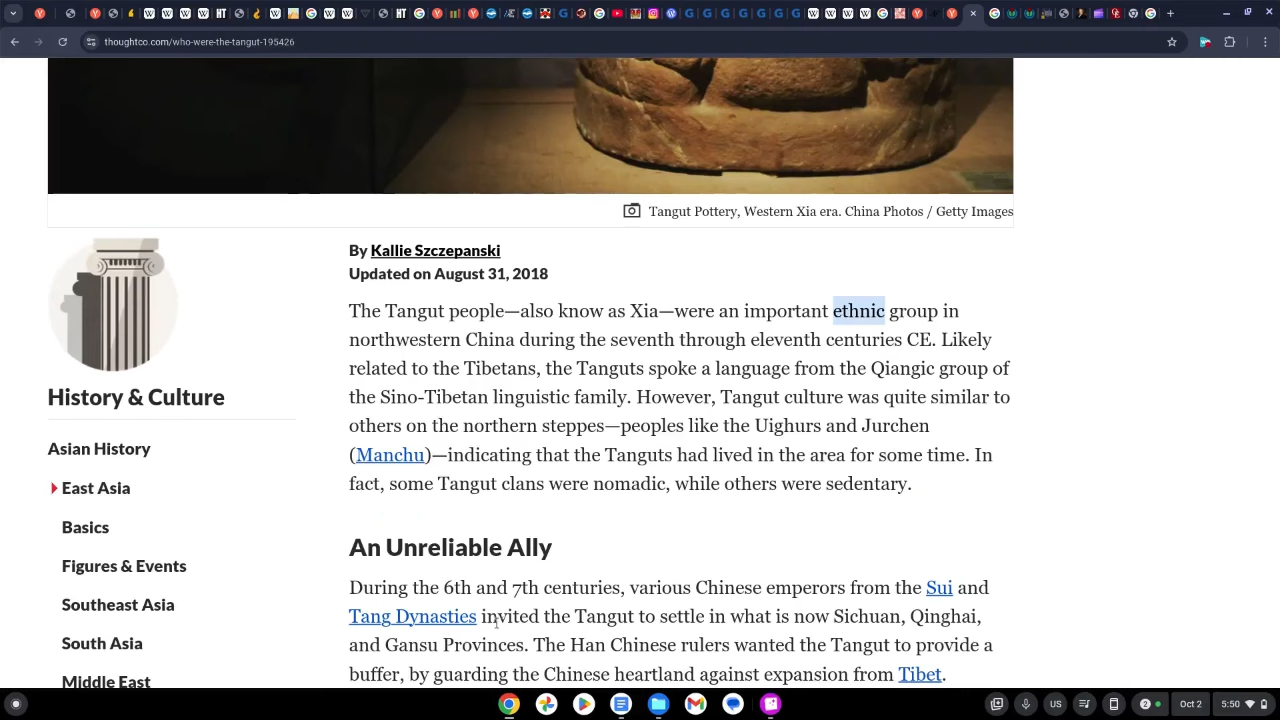 thoughtco.com/who-were-the-tangut-195426
Tangut Pottery, Western Xia era. China Photos / Getty Images
By Kallie Szczepanski
Updated on August 31, 2018
The Tangut people—also know as Xia—were an important ethnic group in
northwestern China during the seventh through eleventh centuries CE. Likely
related to the Tibetans, the Tanguts spoke a language from the Qiangic group of
the Sino-Tibetan linguistic family. However, Tangut culture was quite similar to
others on the northern steppes—peoples like the Uighurs and Jurchen
(Manchu)—indicating that the Tanguts had lived in the area for some time. In
fact, some Tangut clans were nomadic, while others were sedentary.
An Unreliable Ally
During the 6th and 7th centuries, various Chinese emperors from the Sui and
Tang Dynasties invited the Tangut to settle in what is now Sichuan, Qinghai,
and Gansu Provinces. The Han Chinese rulers wanted the Tangut to provide a
buffer, by guarding the Chinese heartland against expansion from Tibet.
History & Culture
Asian History
East Asia
Basics
Figures & Events
Southeast Asia
South Asia
Middle East
US
2
Oct 2
5:50